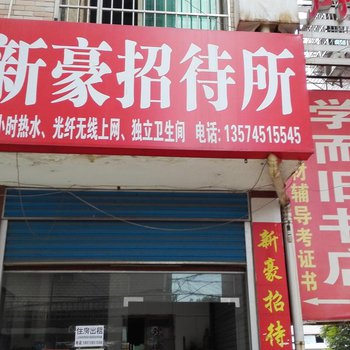 新豪招待所
小时热水、光纤无线上网、独立卫生间 电话: 13574515545
学而旧书店
材辅导考证书
新豪招待
住房出租